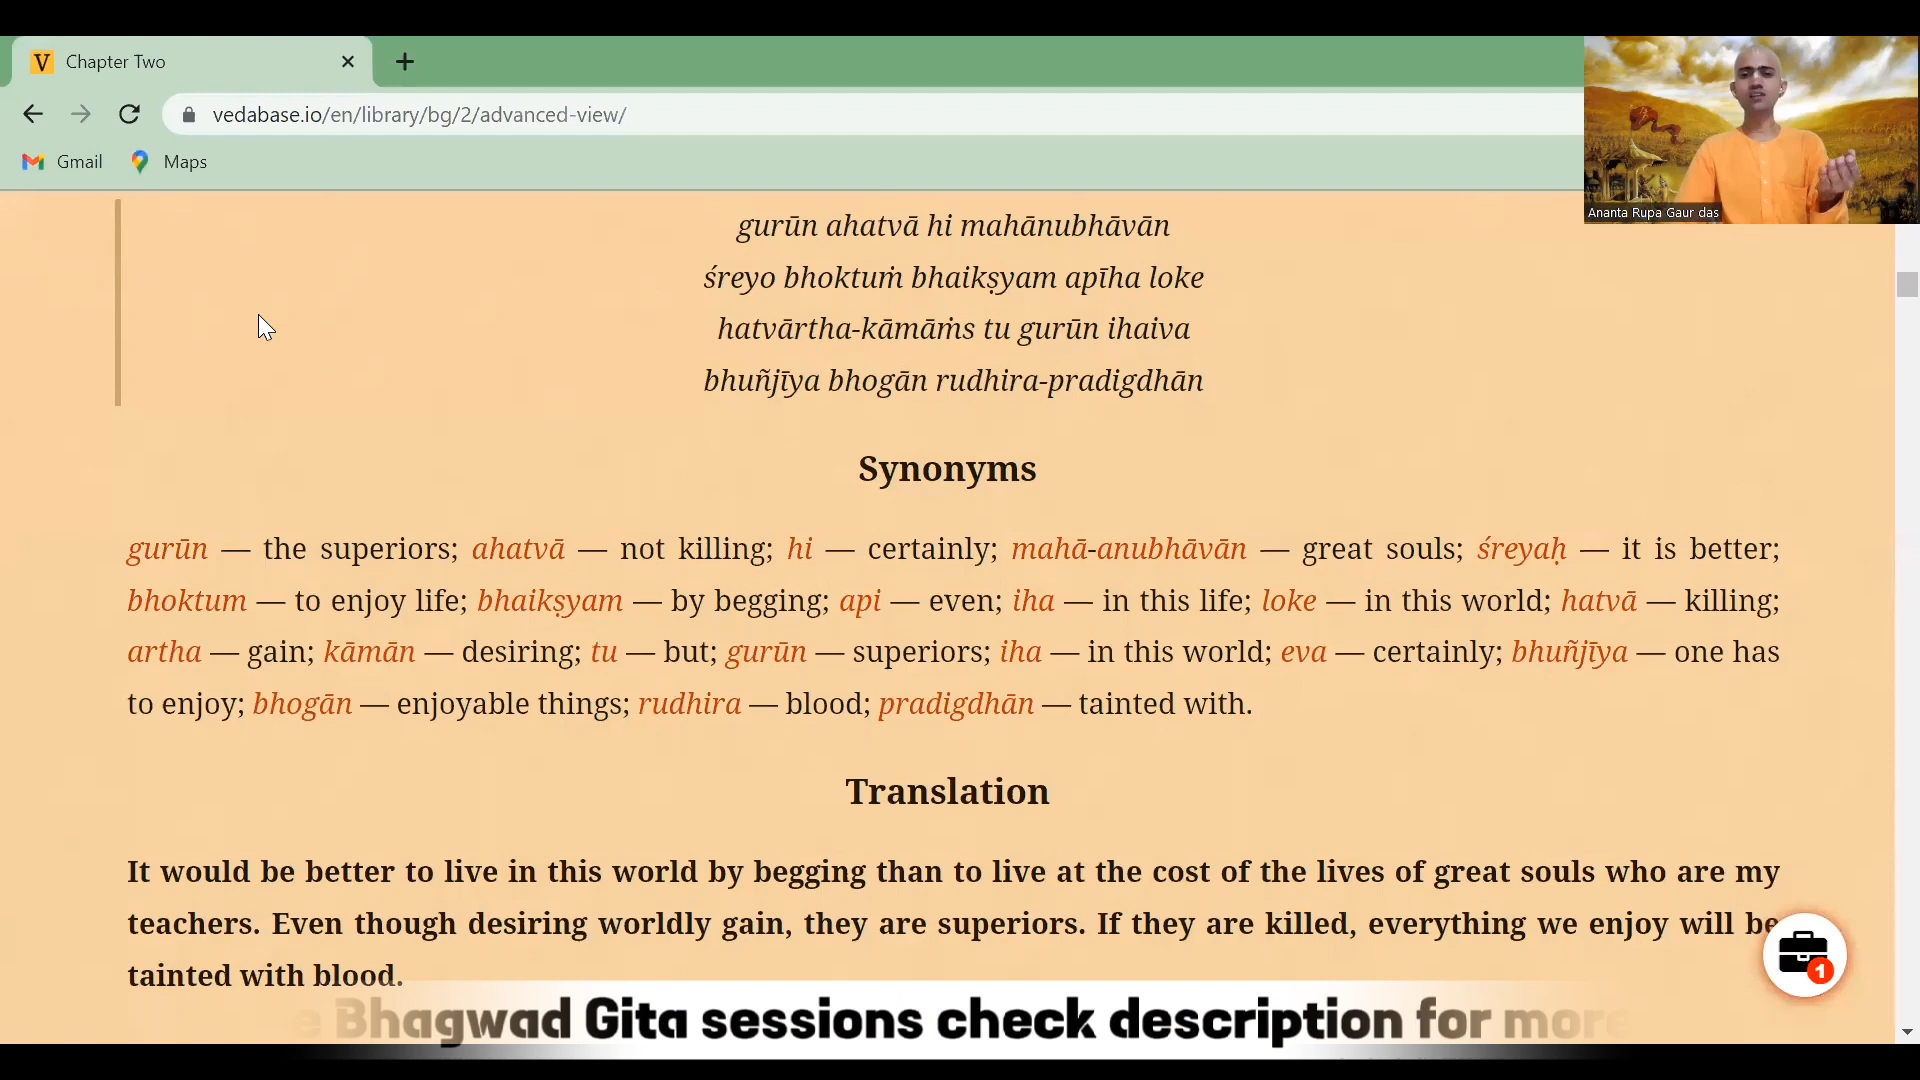 Chapter Two
vedabase.io/en/library/bg/2/advanced-view/
Gmail
Maps
Ananta Rupa Gaur das
gurūn ahatvā hi mahānubhāvān
śreyo bhoktuṁ bhaikṣyam apīha loke
hatvārtha-kāmāṁs tu gurūn ihaiva
bhuñjīya bhogān rudhira-pradigdhān
Synonyms
gurūn — the superiors; ahatvā — not killing; hi — certainly; mahā-anubhāvān — great souls; śreyaḥ — it is better;
bhoktum — to enjoy life; bhaikṣyam — by begging; api — even; iha — in this life; loke — in this world; hatvā — killing;
artha — gain; kāmān — desiring; tu — but; gurūn — superiors; iha — in this world; eva — certainly; bhuñjīya — one has
to enjoy; bhogān — enjoyable things; rudhira — blood; pradigdhān — tainted with.
Translation
It would be better to live in this world by begging than to live at the cost of the lives of great souls who are my
teachers. Even though desiring worldly gain, they are superiors. If they are killed, everything we enjoy will be
tainted with blood.
1
Bhagwad Gita sessions check description for more